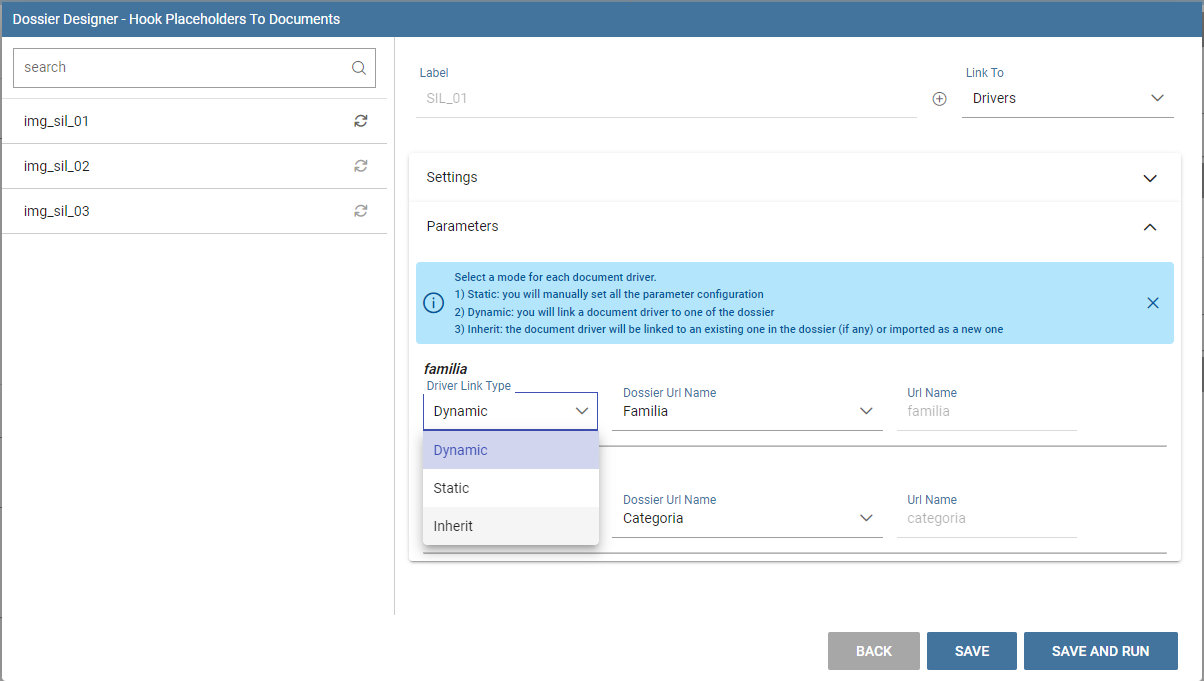 Dossier Designer - Hook Placeholders To Documents
search
img_sil_01
img_sil_02
img_sil_03
Label
SIL_01
Link To
Drivers
Settings
Parameters
Select a mode for each document driver.
1) Static: you will manually set all the parameter configuration
2) Dynamic: you will link a document driver to one of the dossier
3) Inherit: the document driver will be linked to an existing one in the dossier (if any) or imported as a new one
familia
Driver Link Type
Dynamic
Dossier Url Name
Familia
Url Name
familia
Dynamic
Static
Inherit
Dossier Url Name
Categoria
Url Name
categoria
BACK
SAVE
SAVE AND RUN